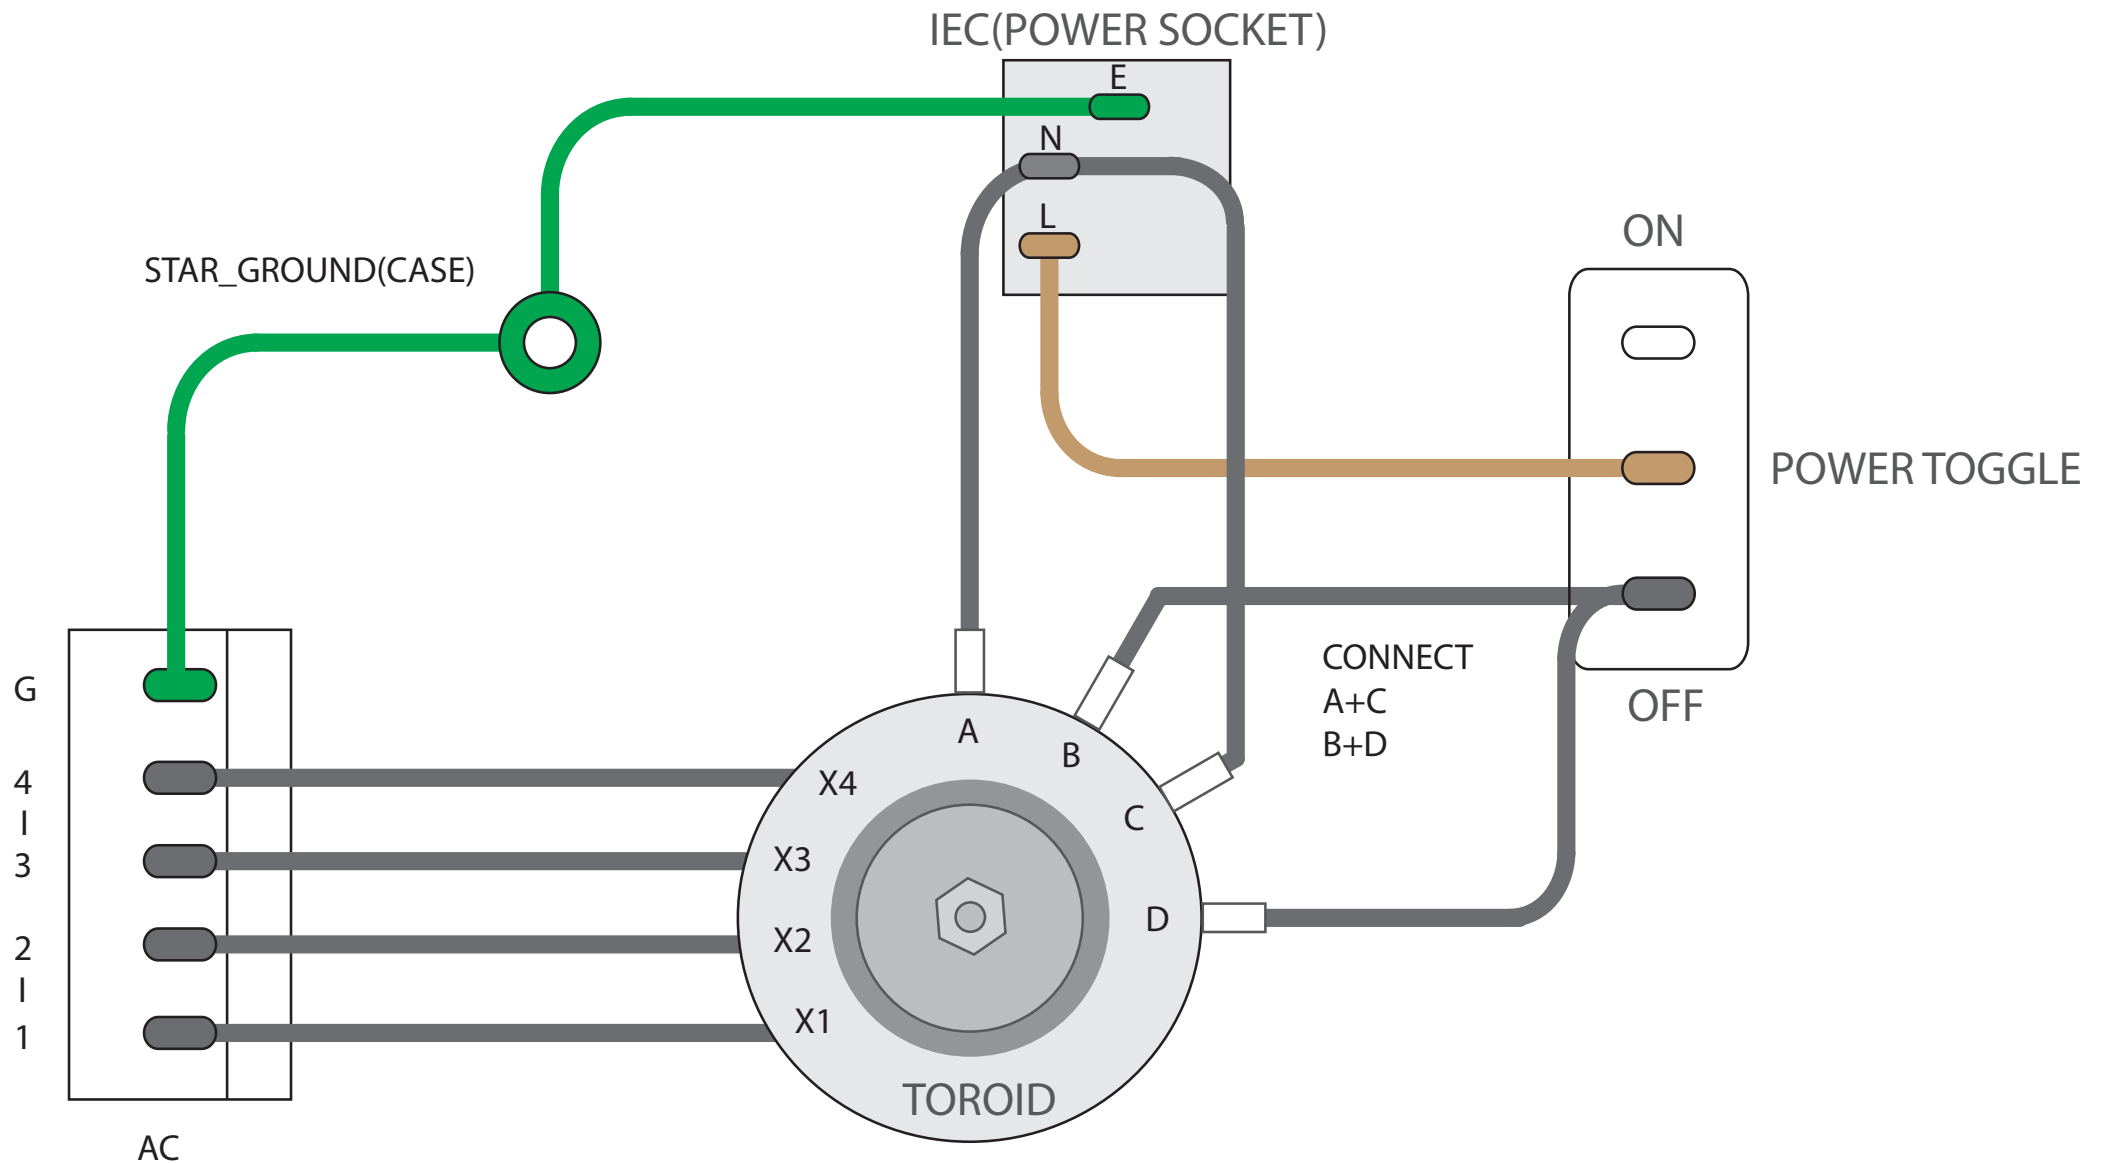 IEC(POWER SOCKET)
E
N
L
ON
STAR_GROUND(CASE)
POWER TOGGLE
CONNECT
A+C
B+D
OFF
G
4
I
3
2
I
1
A
B
C
D
X4
X3
X2
X1
TOROID
AC